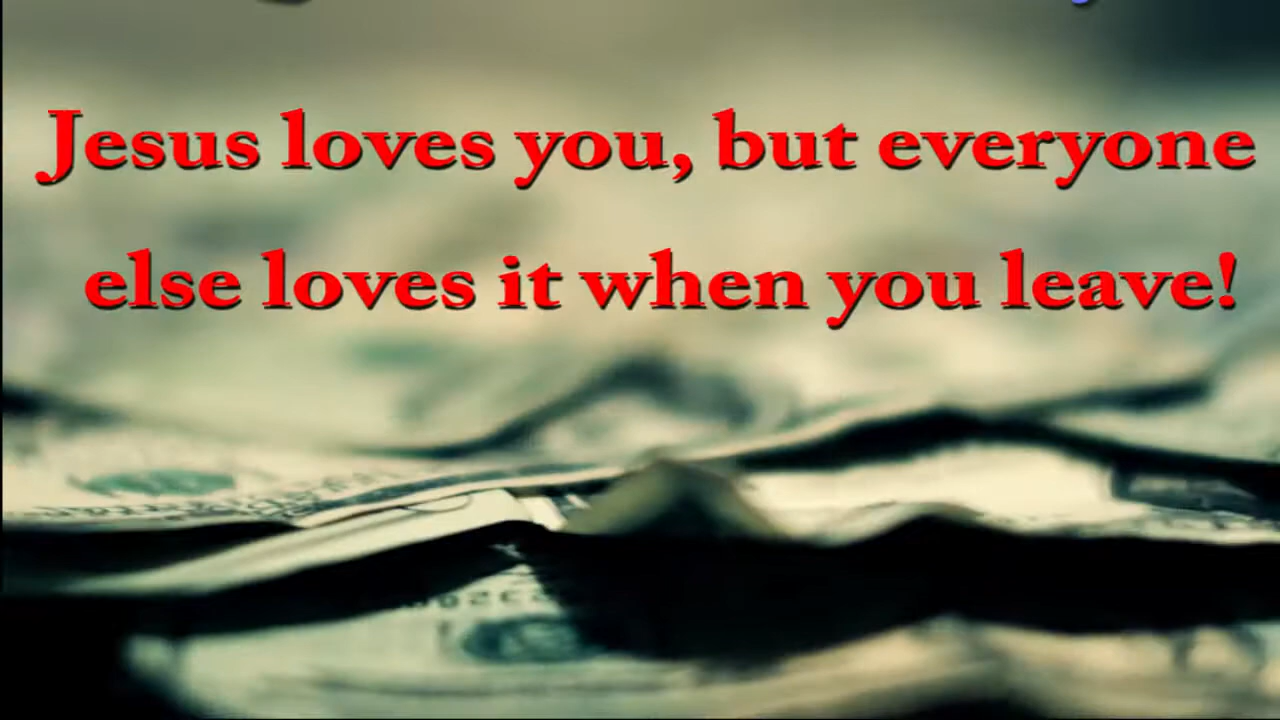 Jesus loves you, but everyone
else loves it when you leave!